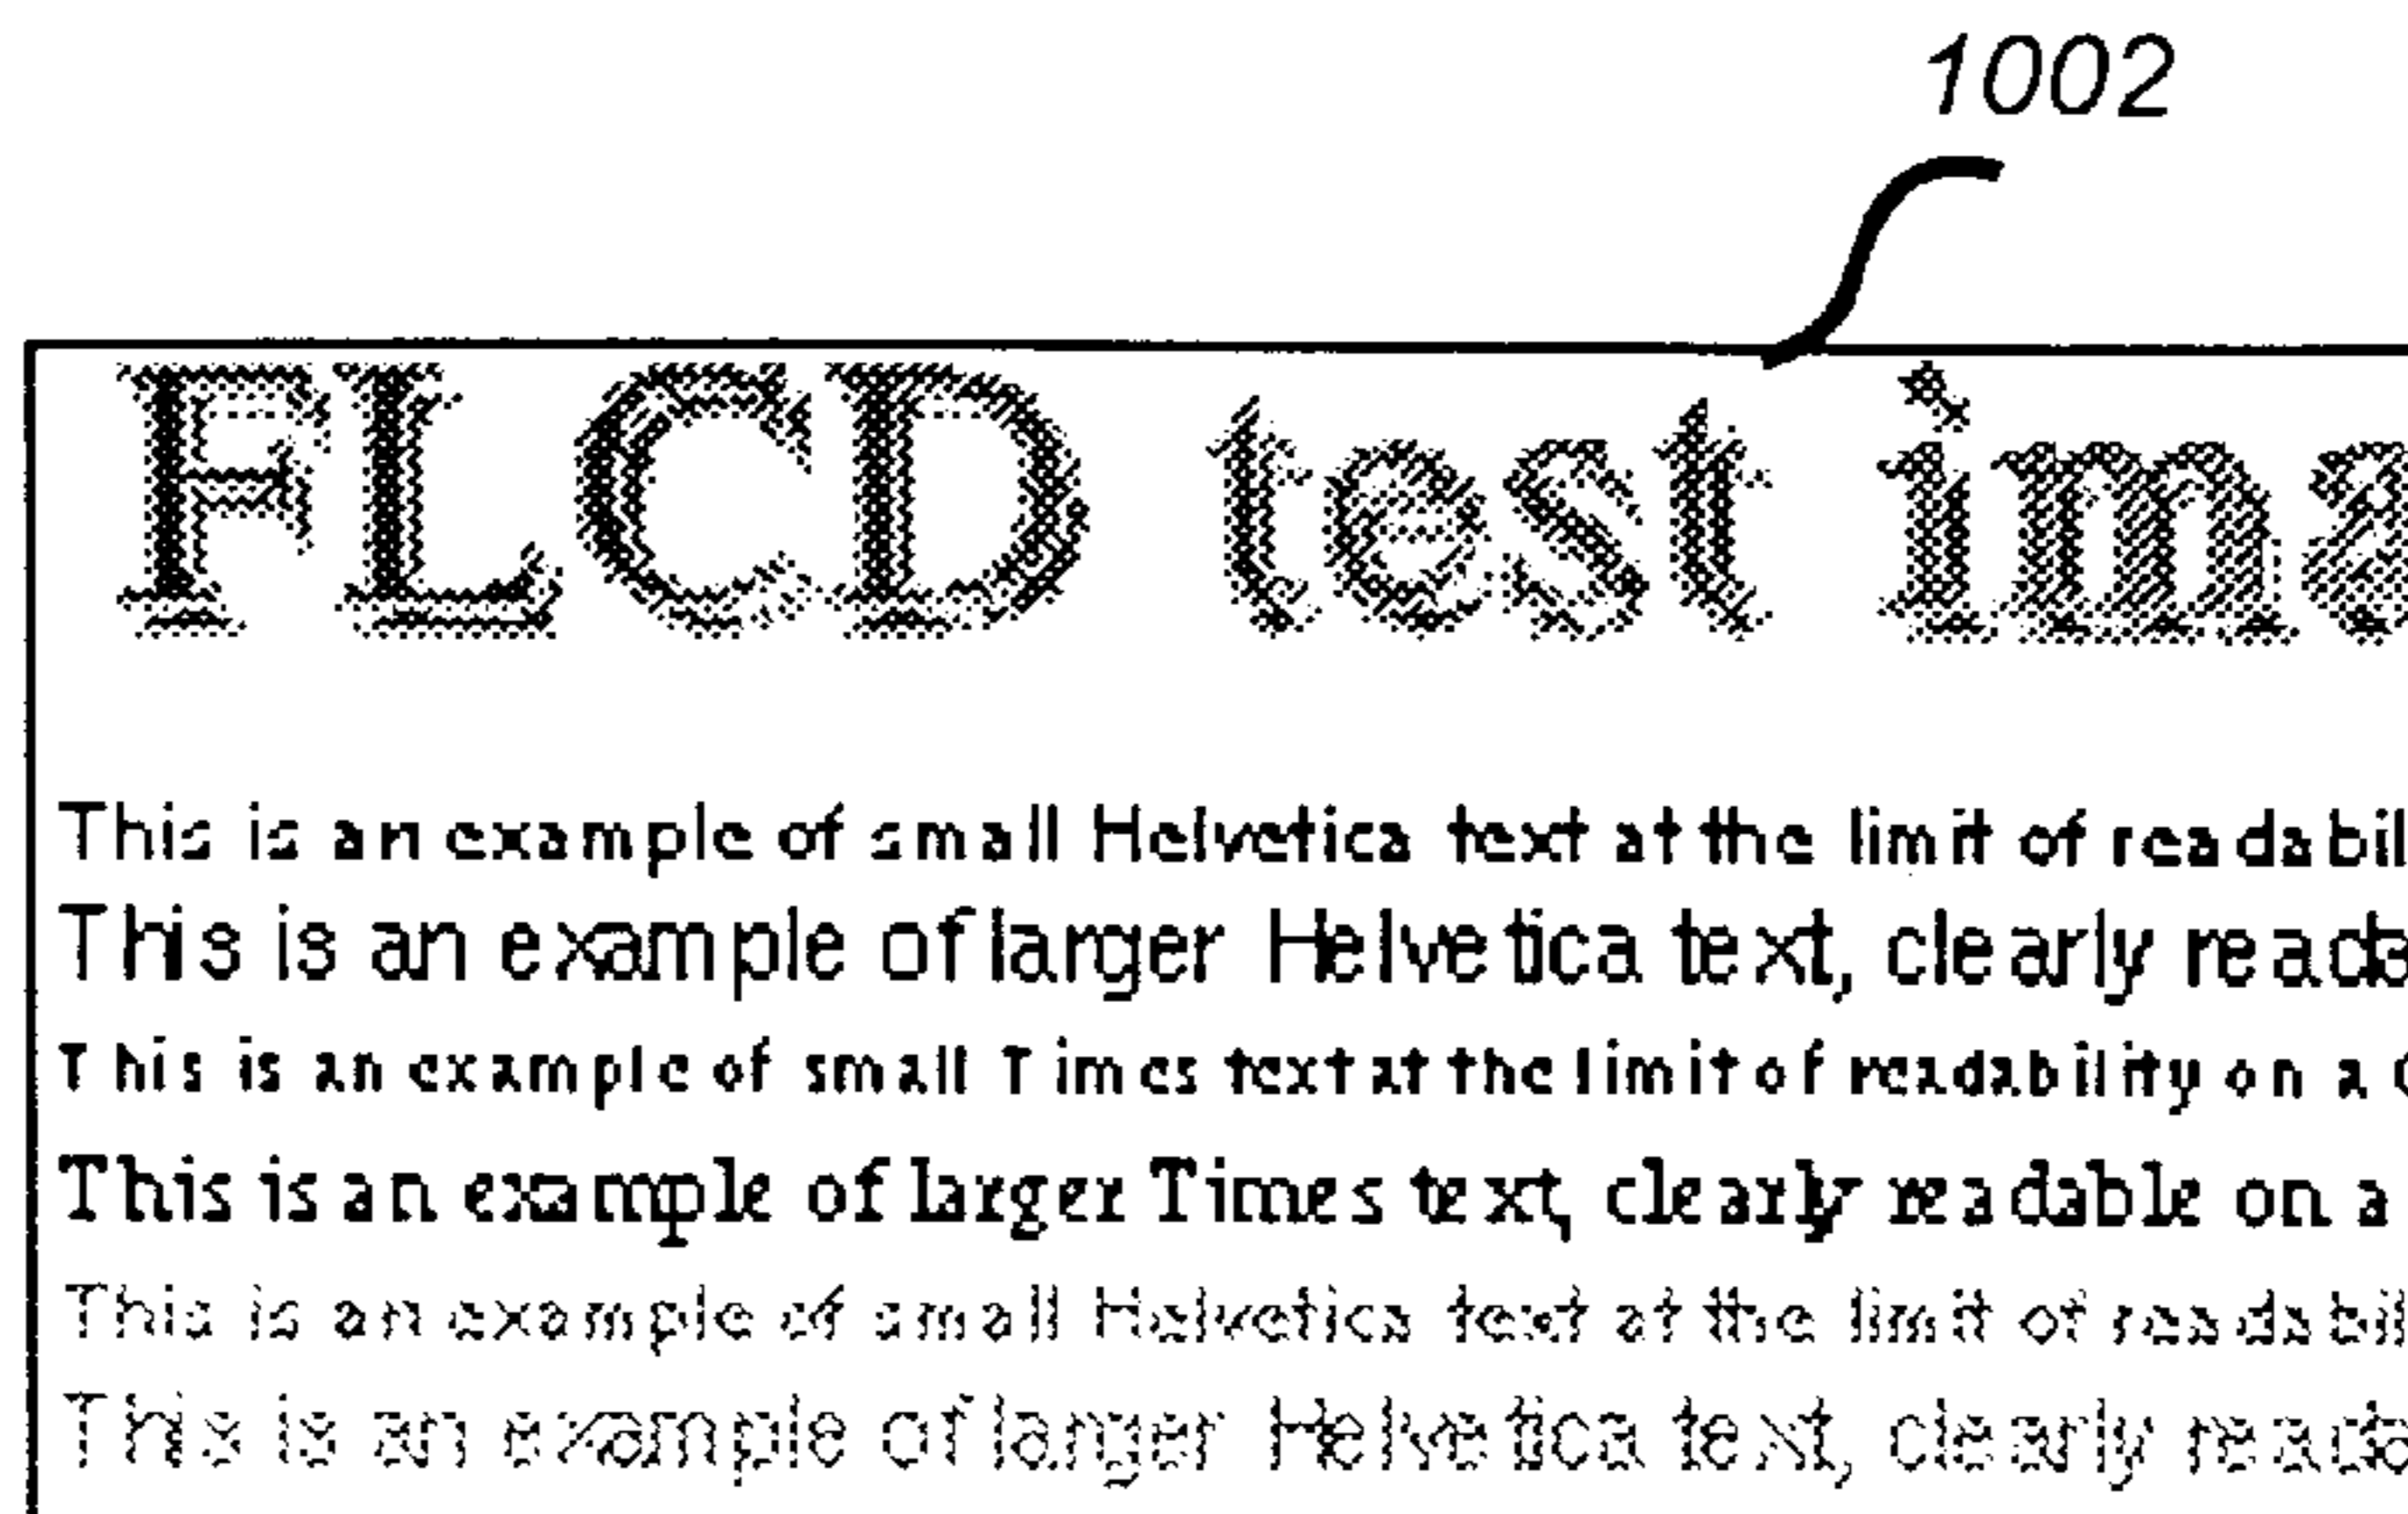 1002
FLCD test ima
This is an example of small Helvetica text at the limit of readabil
This is an example of larger Helvetica text, clearly reada
This is an example of small Times text at the limit of readability on a
This is an example of larger Times text, clearly readable on a
This is an example of small Helvetica text at the limit of readabil
This is an example of larger Helvetica text, clearly reada